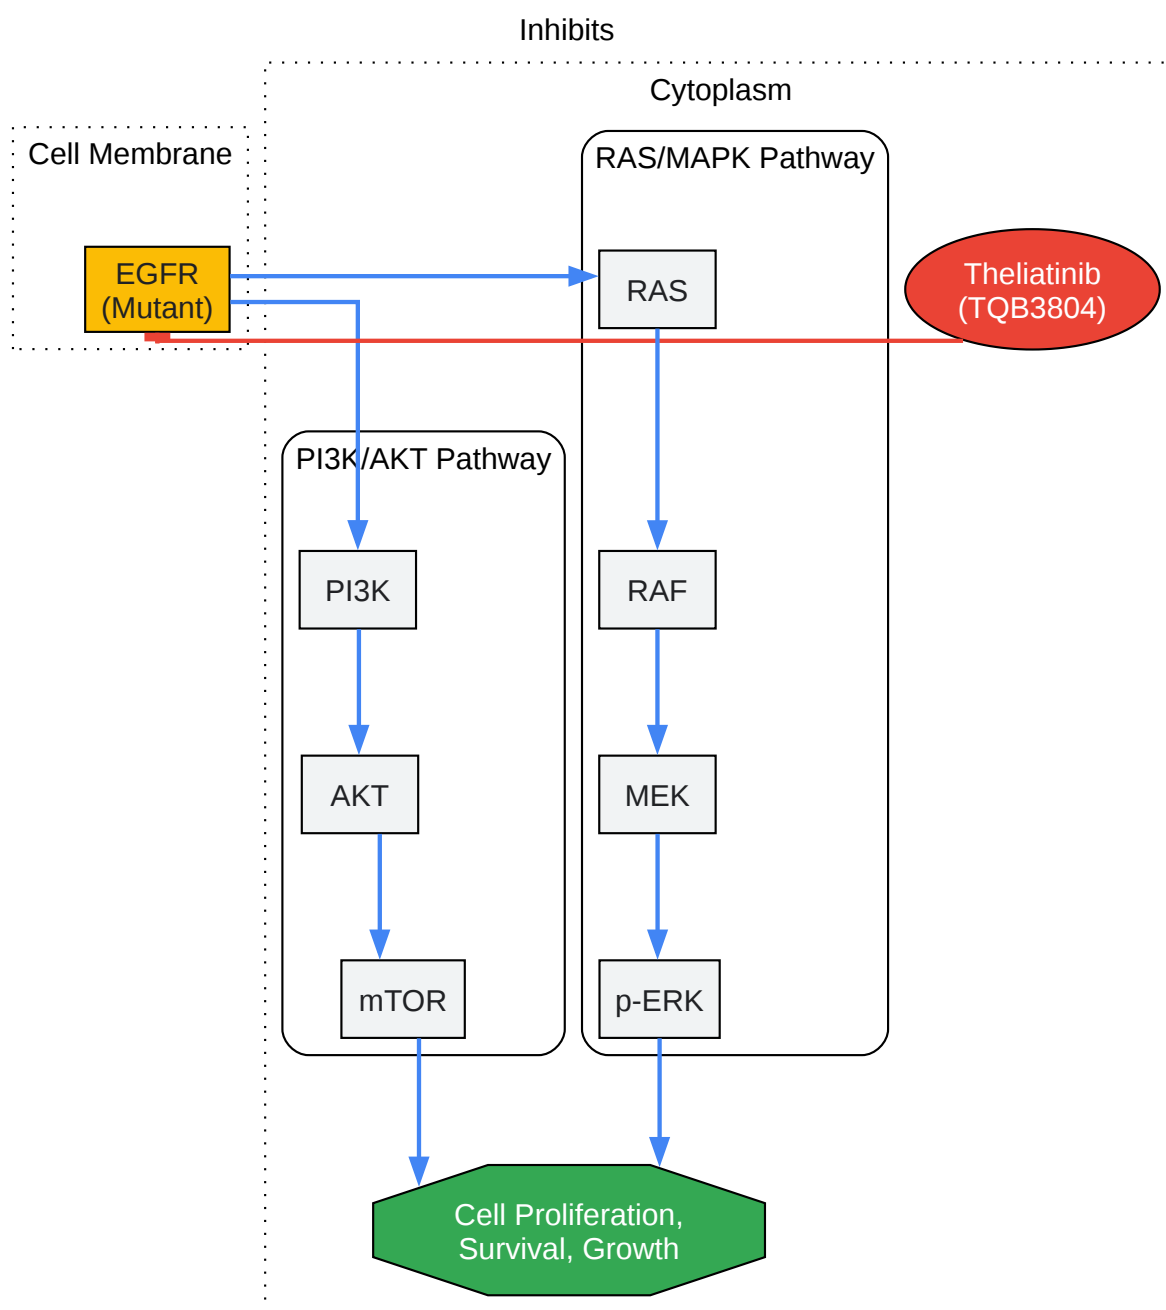 Inhibits
Cytoplasm
Cell Membrane
RAS/MAPK Pathway
EGFR
(Mutant)
RAS
Theliatinib
(TQB3804)
PI3K/AKT Pathway
PI3K
RAF
AKT
MEK
mTOR
p-ERK
Cell Proliferation,
Survival, Growth